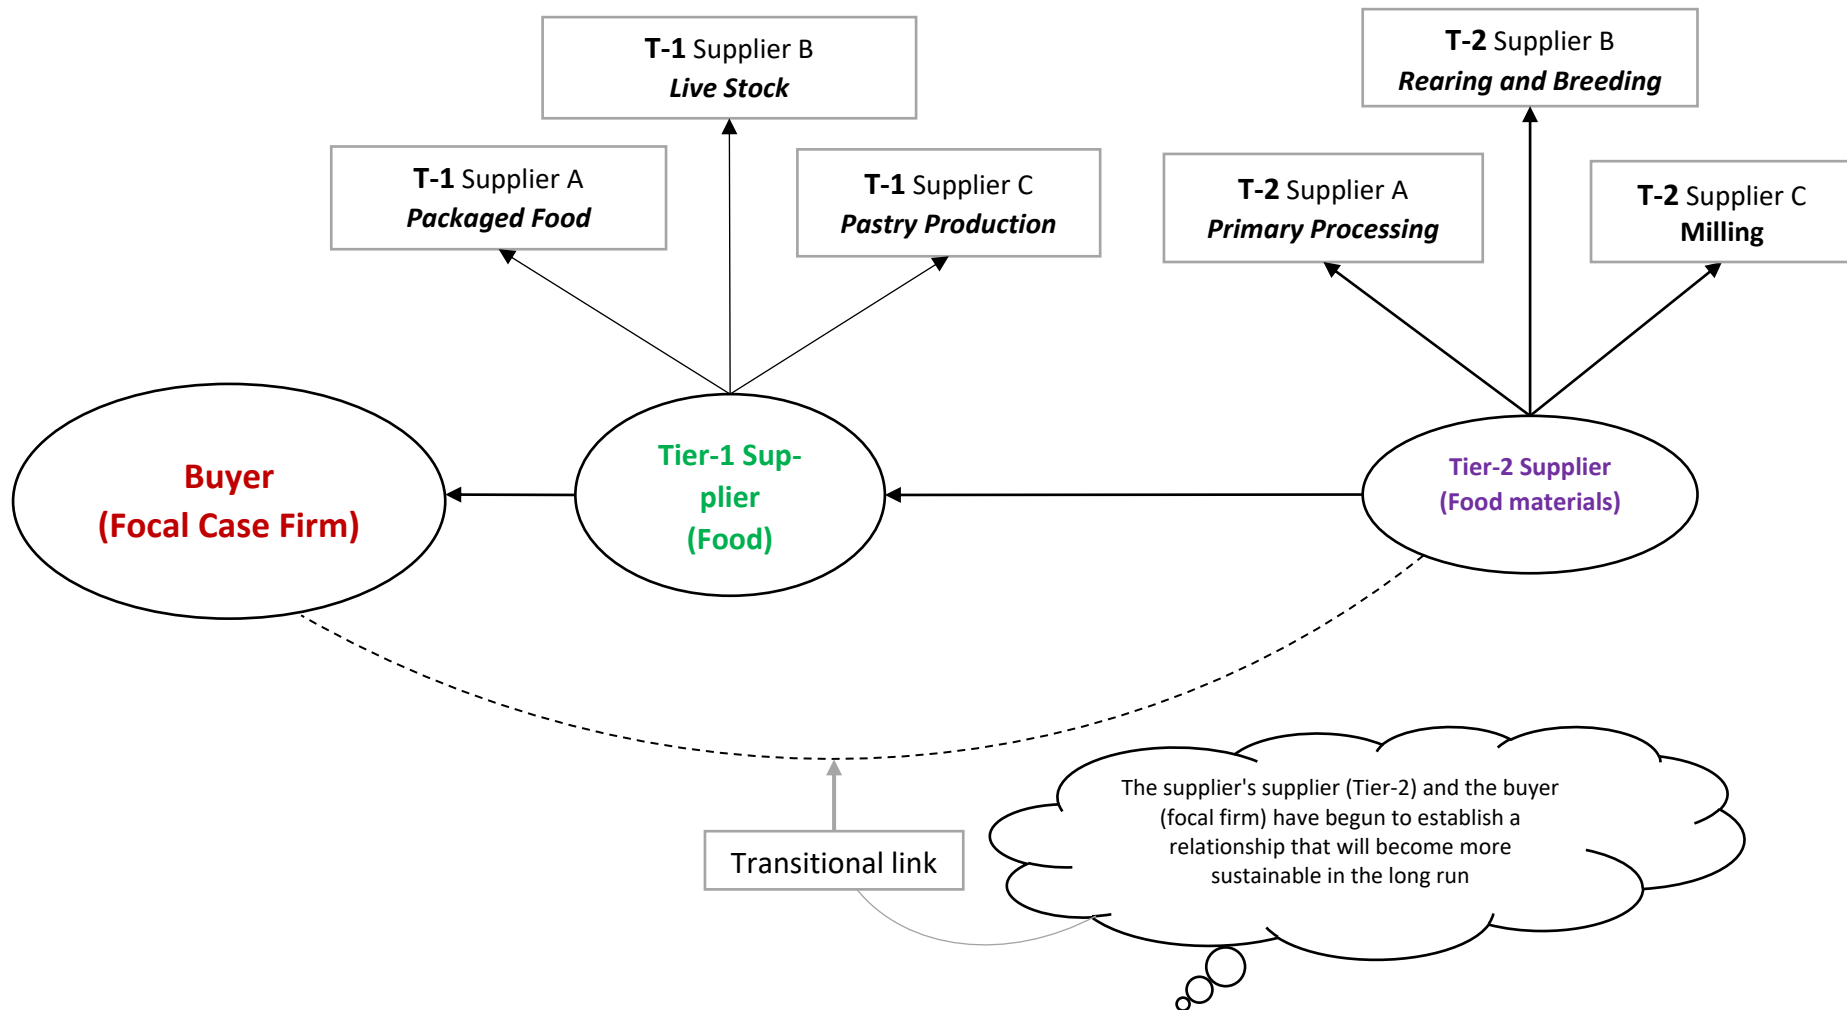 T-1 Supplier B
Live Stock
T-2 Supplier B
Rearing and Breeding
T-1 Supplier A
Packaged Food
T-1 Supplier C
Pastry Production
T-2 Supplier A
Primary Processing
T-2 Supplier C
Milling
Buyer
(Focal Case Firm)
Tier-1 Sup-
plier
(Food)
Tier-2 Supplier
(Food materials)
The supplier's supplier (Tier-2) and the buyer
(focal firm) have begun to establish a
relationship that will become more
sustainable in the long run
Transitional link